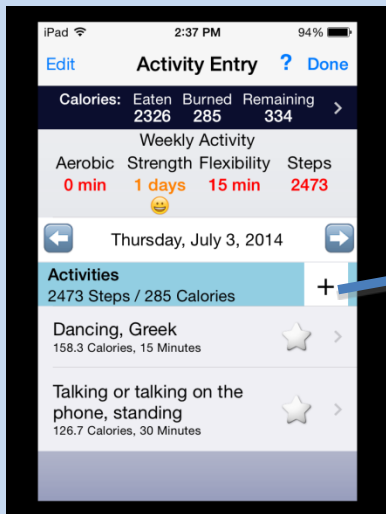 iPad 2:37 PM 94%
Edit Activity Entry ? Done
Calories: Eaten Burned Remaining
2326 285 334
Weekly Activity
Aerobic Strength Flexibility Steps
0 min 1 days 15 min 2473
Thursday, July 3, 2014
Activities
2473 Steps / 285 Calories
+
Dancing, Greek
158.3 Calories, 15 Minutes
Talking or talking on the
phone, standing
126.7 Calories, 30 Minutes